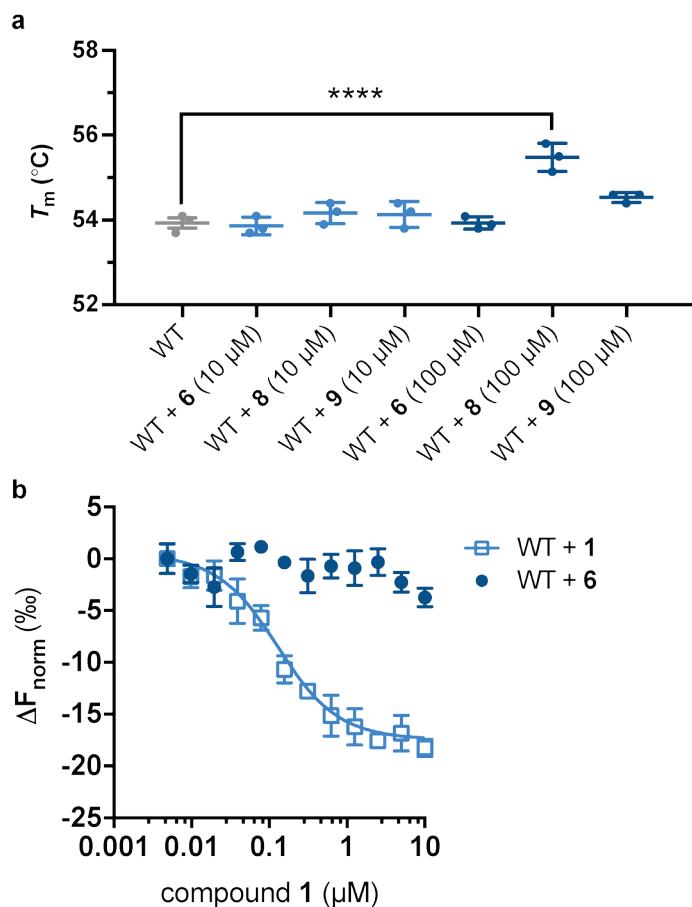 a
58
56
54
52
Tm (°C)
****
WT
WT + 6 (10 µM)
WT + 8 (10 µM)
WT + 9 (10 µM)
WT + 6 (100 µM)
WT + 8 (100 µM)
WT + 9 (100 µM)
b
5
0
-5
-10
-15
-20
-25
ΔFnorm (‰)
0.001
0.01
0.1
1
10
compound 1 (µM)
WT + 1
WT + 6